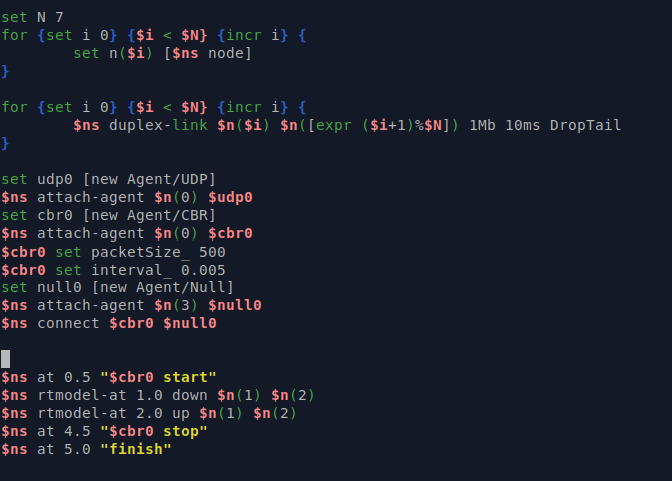 set N 7
for {set i 0} {$i < $N} {incr i} {
        set n($i) [$ns node]
}

for {set i 0} {$i < $N} {incr i} {
        $ns duplex-link $n($i) $n([expr ($i+1)%$N]) 1Mb 10ms DropTail
}

set udp0 [new Agent/UDP]
$ns attach-agent $n(0) $udp0
set cbr0 [new Agent/CBR]
$ns attach-agent $n(0) $cbr0
$cbr0 set packetSize_ 500
$cbr0 set interval_ 0.005
set null0 [new Agent/Null]
$ns attach-agent $n(3) $null0
$ns connect $cbr0 $null0

$ns at 0.5 "$cbr0 start"
$ns rtmodel-at 1.0 down $n(1) $n(2)
$ns rtmodel-at 2.0 up $n(1) $n(2)
$ns at 4.5 "$cbr0 stop"
$ns at 5.0 "finish"